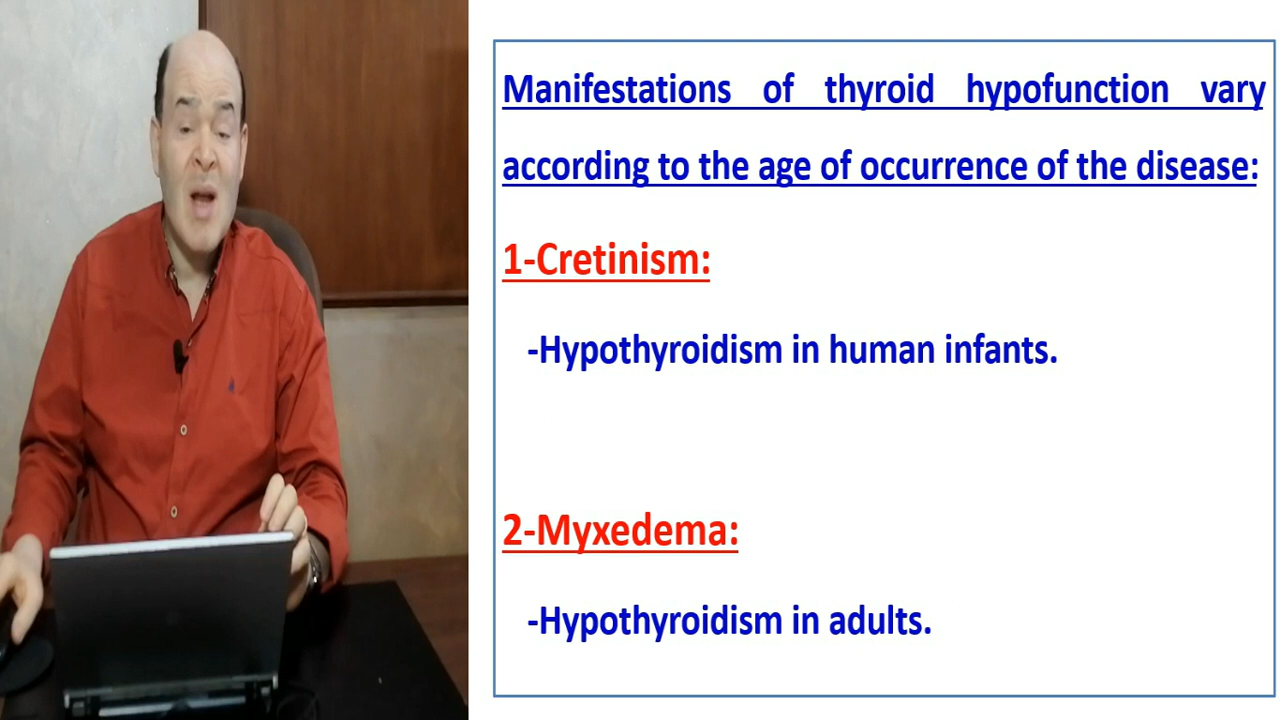 Manifestations of thyroid hypofunction vary
according to the age of occurrence of the disease:
1-Cretinism:
-Hypothyroidism in human infants.
2-Myxedema:
-Hypothyroidism in adults.